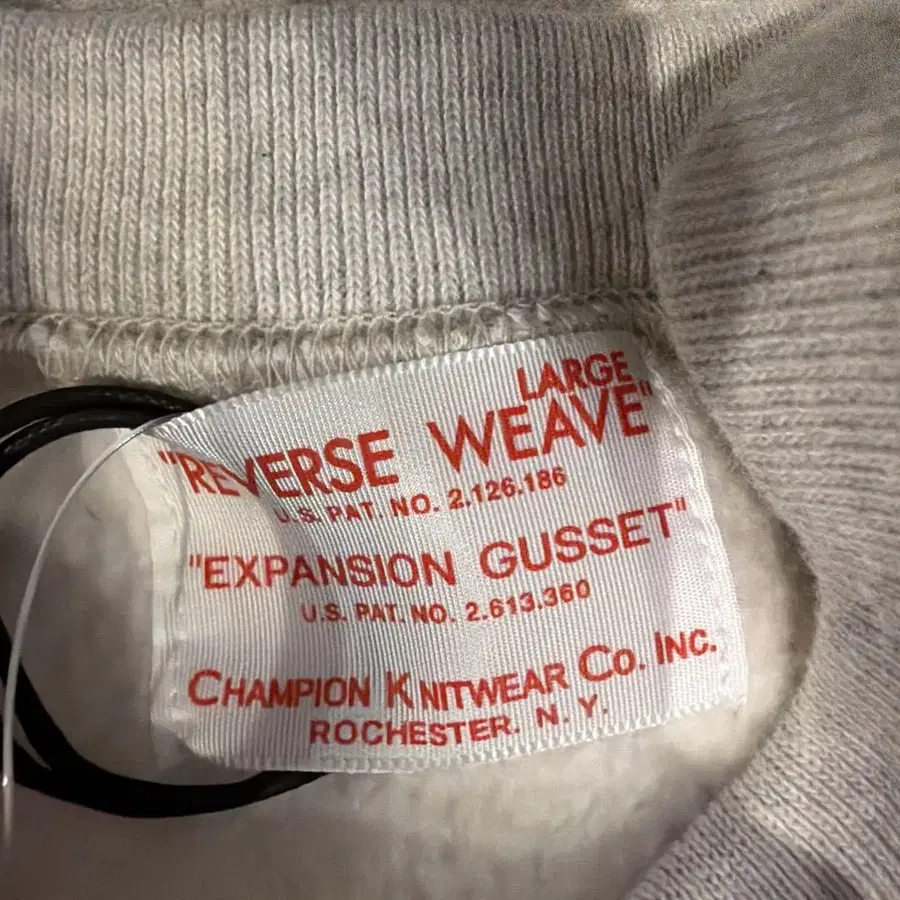 LARGE
"REVERSE WEAVE"
U.S. PAT. NO. 2.126.186
"EXPANSION GUSSET"
U.S. PAT. NO. 2.613.360
CHAMPION KNITWEAR CO. INC.
ROCHESTER. N. Y.